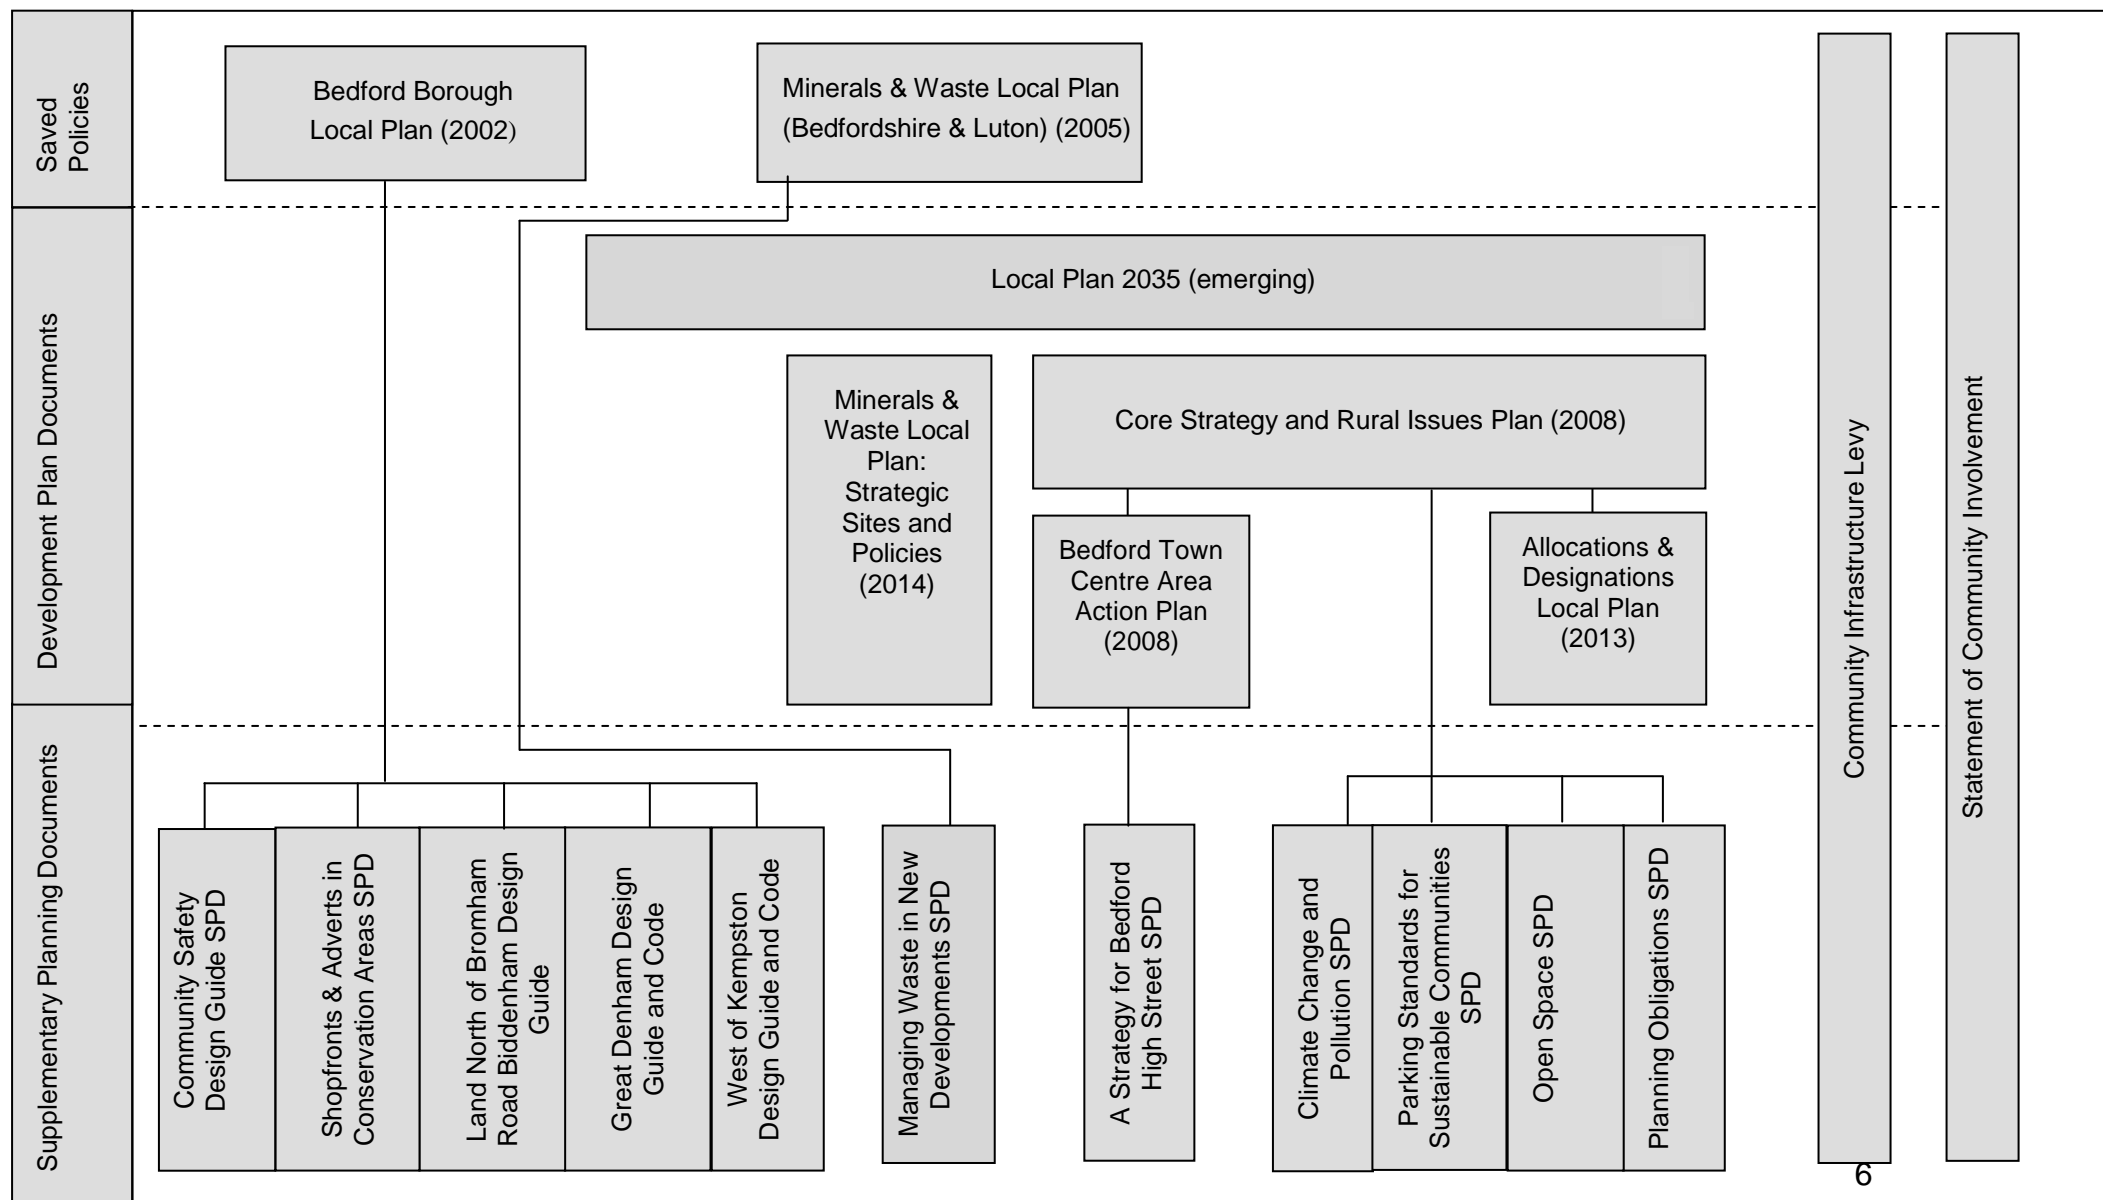 Saved
Policies
Bedford Borough
Local Plan (2002)
Minerals & Waste Local Plan
(Bedfordshire & Luton) (2005)
Development Plan Documents
Local Plan 2035 (emerging)
Minerals &
Waste Local
Plan:
Strategic
Sites and
Policies
(2014)
Core Strategy and Rural Issues Plan (2008)
Bedford Town
Centre Area
Action Plan
(2008)
Allocations &
Designations
Local Plan
(2013)
Supplementary Planning Documents
Community Safety
Design Guide SPD
Shopfronts & Adverts in
Conservation Areas SPD
Land North of Bromham
Road Biddenham Design
Guide
Great Denham Design
Guide and Code
West of Kempston
Design Guide and Code
Managing Waste in New
Developments SPD
A Strategy for Bedford
High Street SPD
Climate Change and
Pollution SPD
Parking Standards for
Sustainable Communities
SPD
Open Space SPD
Planning Obligations SPD
Community Infrastructure Levy
Statement of Community Involvement
6